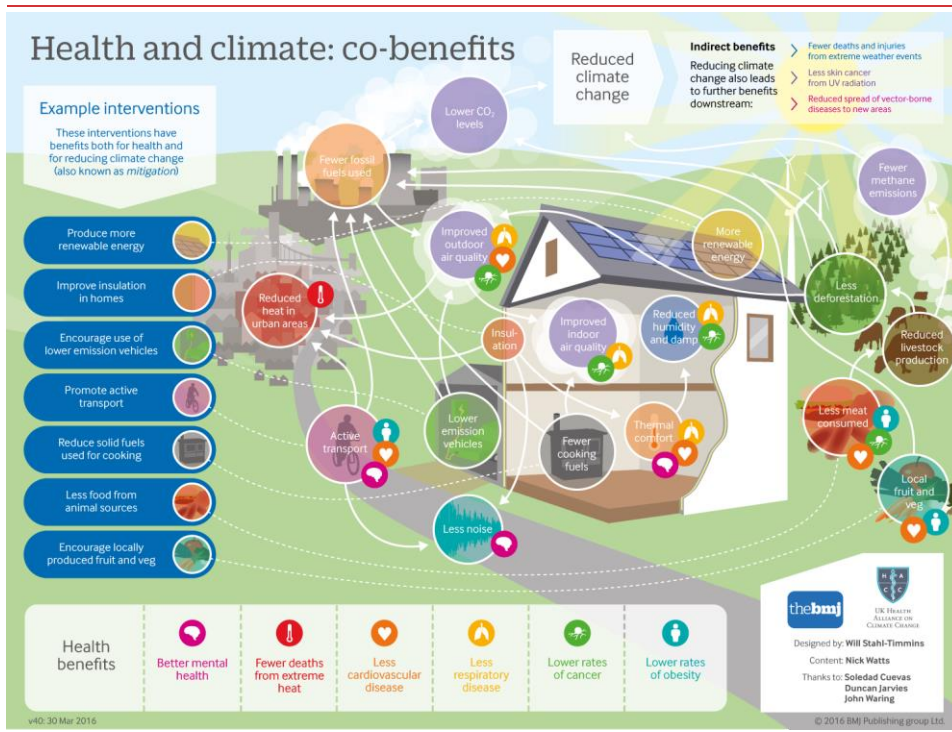 Health and climate: co-benefits
Reduced
climate
change
Indirect benefits
Reducing climate
change also leads
to further benefits
downstream:
Fewer deaths and injuries
from extreme weather events
Less skin cancer
from UV radiation
Reduced spread of vector-borne
diseases to new areas
Example interventions
These interventions have
benefits both for health and
for reducing climate change
(also known as mitigation)
Produce more
renewable energy
Improve insulation
in homes
Encourage use of
lower emission vehicles
Promote active
transport
Reduce solid fuels
used for cooking
Less food from
animal sources
Encourage locally
produced fruit and veg
Lower CO₂
levels
Fewer fossil
fuels used
Fewer
methane
emissions
Improved
outdoor
air quality
More
renewable
energy
Less
deforestation
Reduced
heat in
urban areas
Insul-
ation
Improved
indoor
air quality
Reduced
humidity
and damp
Reduced
livestock
production
Active
transport
Lower
emission
vehicles
Fewer
cooking
fuels
Thermal
comfort
Less meat
consumed
Local
fruit and
veg
Less noise
Health
benefits
Better mental
health
Fewer deaths
from extreme
heat
Less
cardiovascular
disease
Less
respiratory
disease
Lower rates
of cancer
Lower rates
of obesity
thebmj
H A
C C
UK HEALTH
ALLIANCE ON
CLIMATE CHANGE
Designed by: Will Stahl-Timmins
Content: Nick Watts
Thanks to: Soledad Cuevas
Duncan Jarvies
John Waring
v40: 30 Mar 2016
© 2016 BMJ Publishing group Ltd.